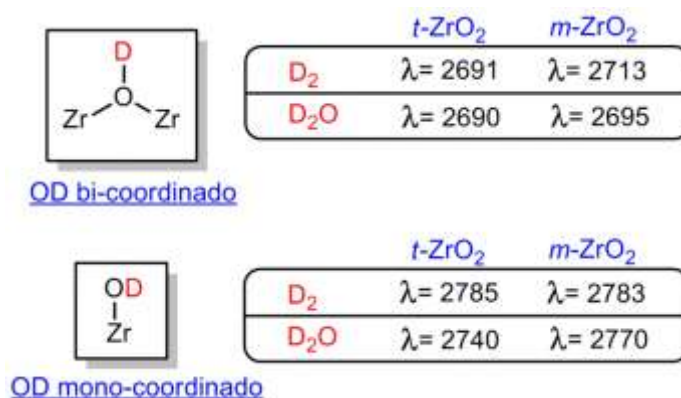 t-ZrO₂ m-ZrO₂
D
O
Zr Zr
D₂ λ= 2691 λ= 2713
D₂O λ= 2690 λ= 2695
OD bi-coordinado
t-ZrO₂ m-ZrO₂
OD
Zr
D₂ λ= 2785 λ= 2783
D₂O λ= 2740 λ= 2770
OD mono-coordinado